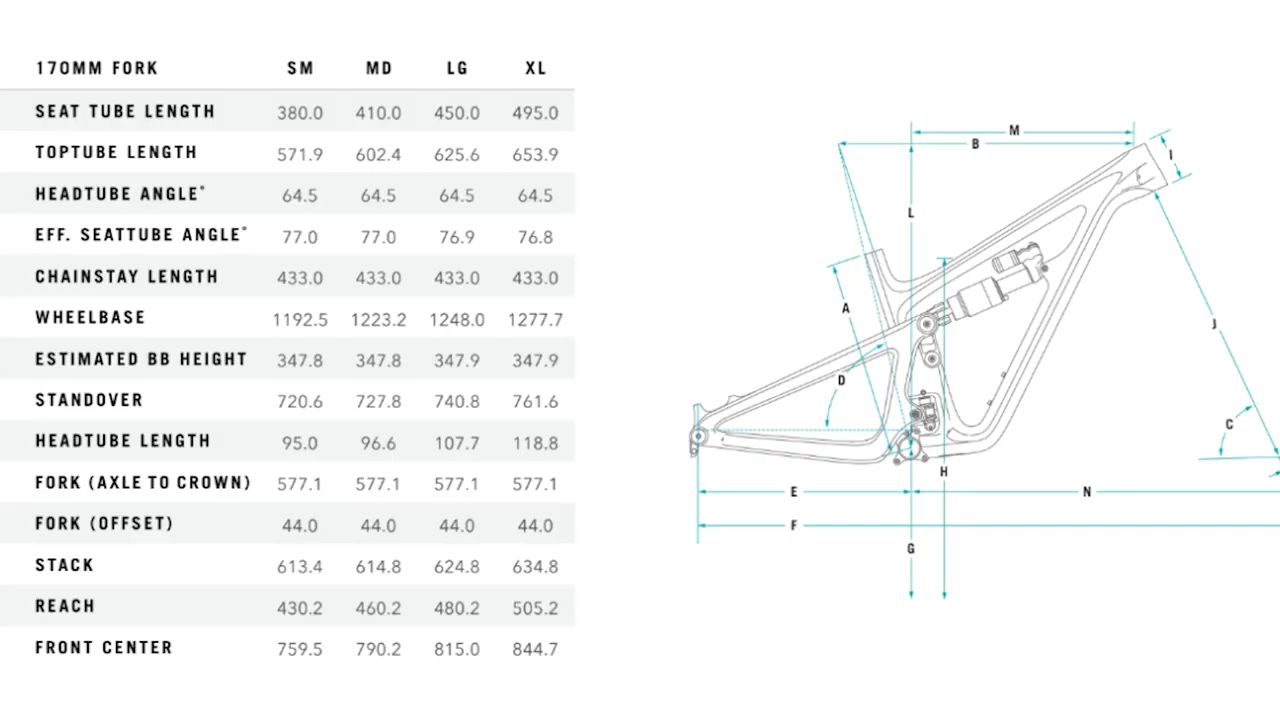 170MM FORK SM MD LG XL
SEAT TUBE LENGTH 380.0 410.0 450.0 495.0
TOPTUBE LENGTH 571.9 602.4 625.6 653.9
HEADTUBE ANGLE° 64.5 64.5 64.5 64.5
EFF. SEATTUBE ANGLE° 77.0 77.0 76.9 76.8
CHAINSTAY LENGTH 433.0 433.0 433.0 433.0
WHEELBASE 1192.5 1223.2 1248.0 1277.7
ESTIMATED BB HEIGHT 347.8 347.8 347.9 347.9
STANDOVER 720.6 727.8 740.8 761.6
HEADTUBE LENGTH 95.0 96.6 107.7 118.8
FORK (AXLE TO CROWN) 577.1 577.1 577.1 577.1
FORK (OFFSET) 44.0 44.0 44.0 44.0
STACK 613.4 614.8 624.8 634.8
REACH 430.2 460.2 480.2 505.2
FRONT CENTER 759.5 790.2 815.0 844.7
M
B
I
L
A
J
D
C
H
E
N
F
G